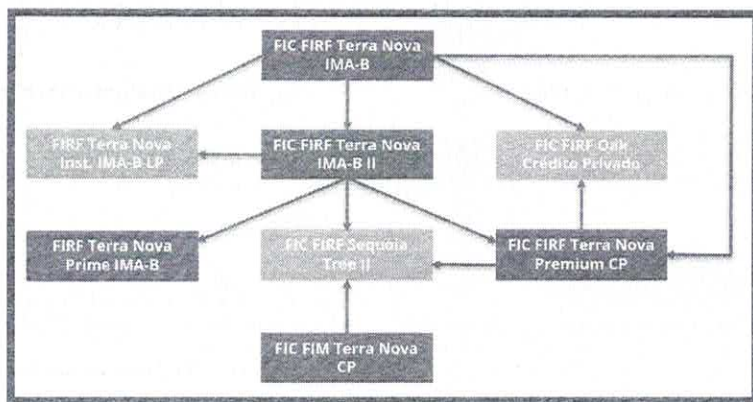 FIC FIRF Terra Nova
IMA-B
FIRF Terra Nova
Inst. IMA-B LP
FIC FIRF Terra Nova
IMA-B II
FIC FIRF Oak
Crédito Privado
FIRF Terra Nova
Prime IMA-B
FIC FIRF Sequoia
Tree II
FIC FIRF Terra Nova
Premium CP
FIC FIM Terra Nova
CP